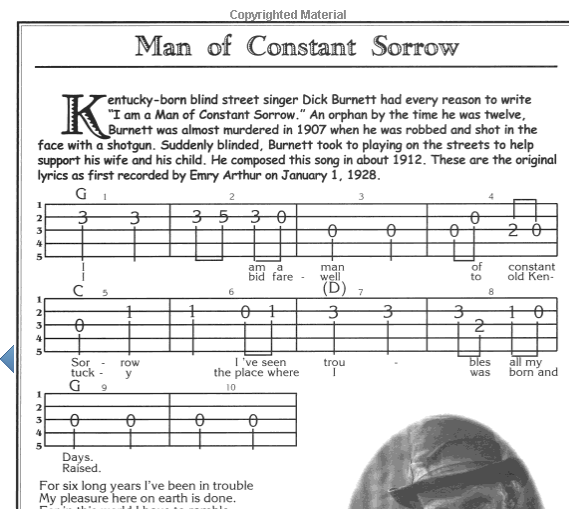 Copyrighted Material
Man of Constant Sorrow
Kentucky-born blind street singer Dick Burnett had every reason to write
"I am a Man of Constant Sorrow." An orphan by the time he was twelve,
Burnett was almost murdered in 1907 when he was robbed and shot in the
face with a shotgun. Suddenly blinded, Burnett took to playing on the streets to help
support his wife and his child. He composed this song in about 1912. These are the original
lyrics as first recorded by Emry Arthur on January 1, 1928.
G 1 2 3 4
1
2 3 3 3 5 3 0 0
3 0 0 0 2 0
4
5
I am a man of constant
I bid fare - well to old Ken-
C 5 6 (D) 7 8
1
2 1 1 0 1 3 3 3 1 0
3 0 2
4
5
Sor - row I 've seen trou - bles all my
tuck - y the place where I was born and
G 9 10
1
2
3 0 0 0 0
4
5
Days.
Raised.
For six long years I've been in trouble
My pleasure here on earth is done.
For in this world I have to ramble